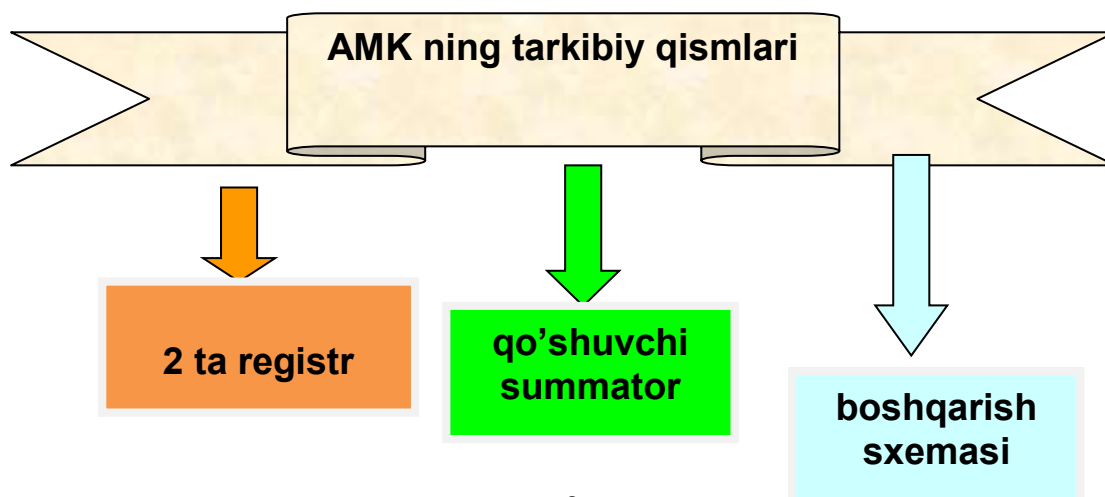 AMK ning tarkibiy qismlari
2 ta registr
qo’shuvchi
summator
boshqarish
sxemasi